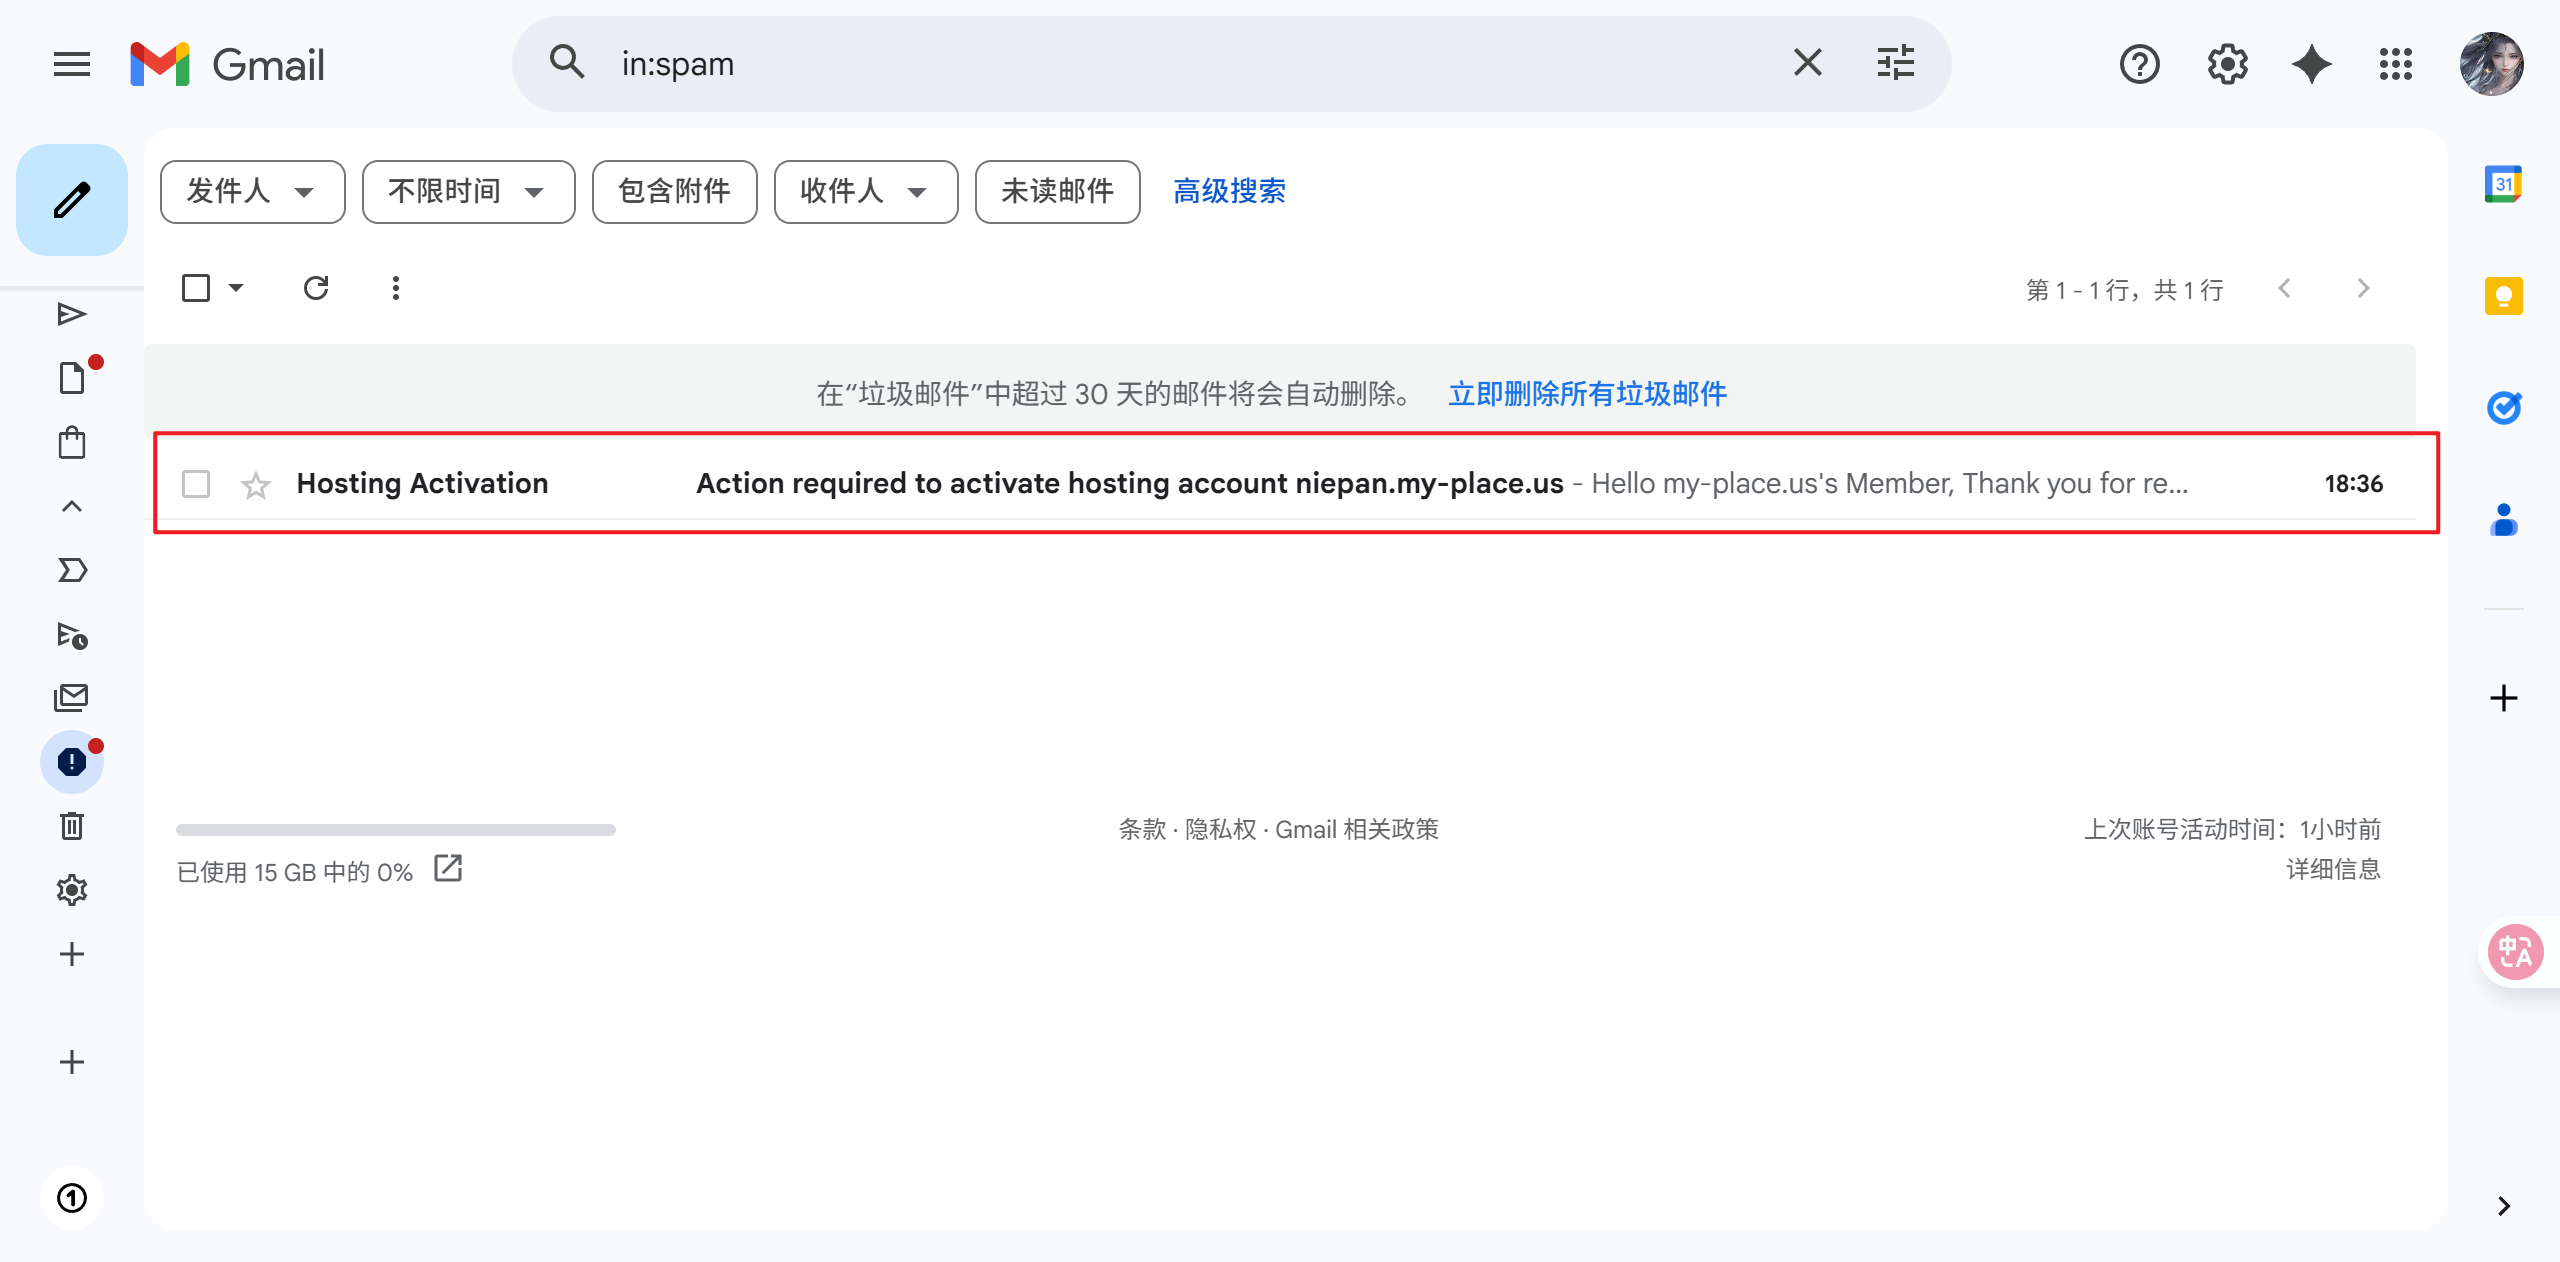 Gmail
in:spam
发件人
不限时间
包含附件
收件人
未读邮件
高级搜索
第 1 - 1 行，共 1 行
在“垃圾邮件”中超过 30 天的邮件将会自动删除。 立即删除所有垃圾邮件
Hosting Activation Action required to activate hosting account niepan.my-place.us - Hello my-place.us's Member, Thank you for re... 18:36
条款 · 隐私权 · Gmail 相关政策
上次账号活动时间：1小时前
已使用 15 GB 中的 0%
详细信息
31
中A
1